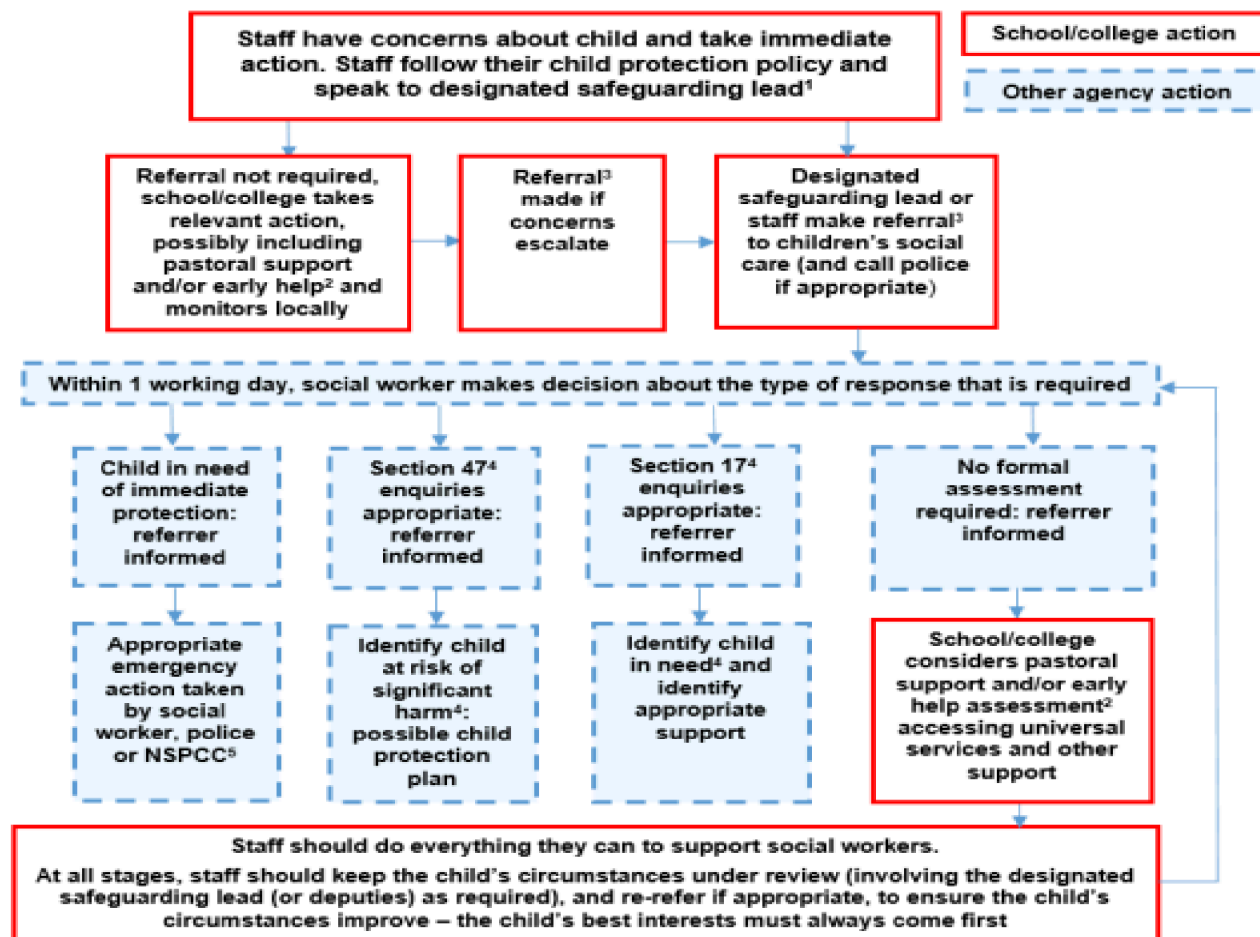 Staff have concerns about child and take immediate
action. Staff follow their child protection policy and
speak to designated safeguarding lead¹
School/college action
Other agency action
Referral not required,
school/college takes
relevant action,
possibly including
pastoral support
and/or early help² and
monitors locally
Referral³
made if
concerns
escalate
Designated
safeguarding lead or
staff make referral³
to children's social
care (and call police
if appropriate)
Within 1 working day, social worker makes decision about the type of response that is required
Child in need
of immediate
protection:
referrer
informed
Section 47⁴
enquiries
appropriate:
referrer
informed
Section 17⁴
enquiries
appropriate:
referrer
informed
No formal
assessment
required: referrer
informed
Appropriate
emergency
action taken
by social
worker, police
or NSPCC⁵
Identify child
at risk of
significant
harm⁴:
possible child
protection
plan
Identify child
in need⁴ and
identify
appropriate
support
School/college
considers pastoral
support and/or early
help assessment²
accessing universal
services and other
support
Staff should do everything they can to support social workers.
At all stages, staff should keep the child's circumstances under review (involving the designated
safeguarding lead (or deputies) as required), and re-refer if appropriate, to ensure the child's
circumstances improve – the child's best interests must always come first